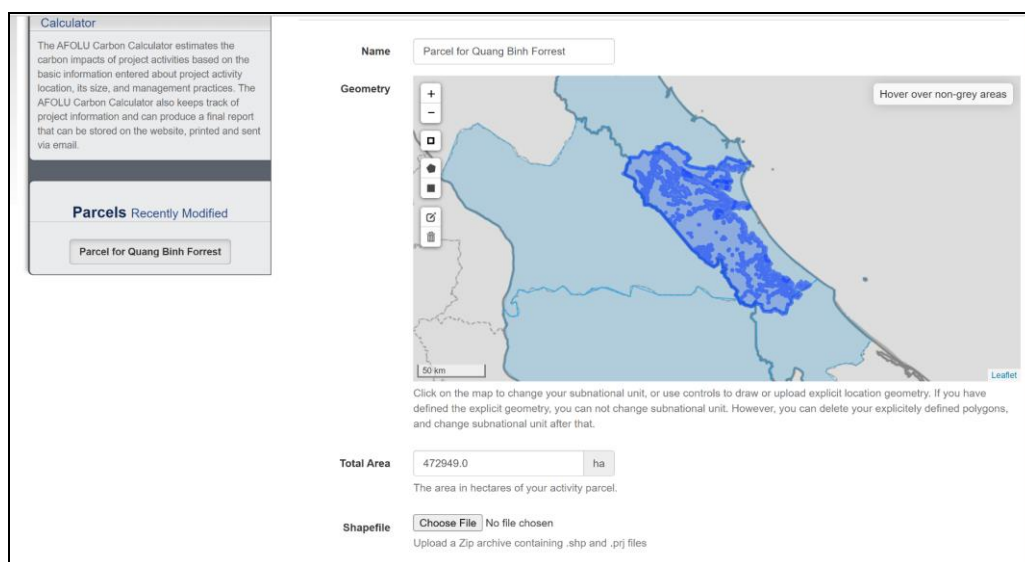 Calculator
The AFOLU Carbon Calculator estimates the
carbon impacts of project activities based on the
basic information entered about project activity
location, its size, and management practices. The
AFOLU Carbon Calculator also keeps track of
project information and can produce a final report
that can be stored on the website, printed and sent
via email.
Parcels Recently Modified
Parcel for Quang Binh Forrest
Name
Parcel for Quang Binh Forrest
Geometry
+
−
Hover over non-grey areas
50 km
Leaflet
Click on the map to change your subnational unit, or use controls to draw or upload explicit location geometry. If you have
defined the explicit geometry, you can not change subnational unit. However, you can delete your explicitely defined polygons,
and change subnational unit after that.
Total Area
472949.0 ha
The area in hectares of your activity parcel.
Shapefile
Choose File No file chosen
Upload a Zip archive containing .shp and .prj files